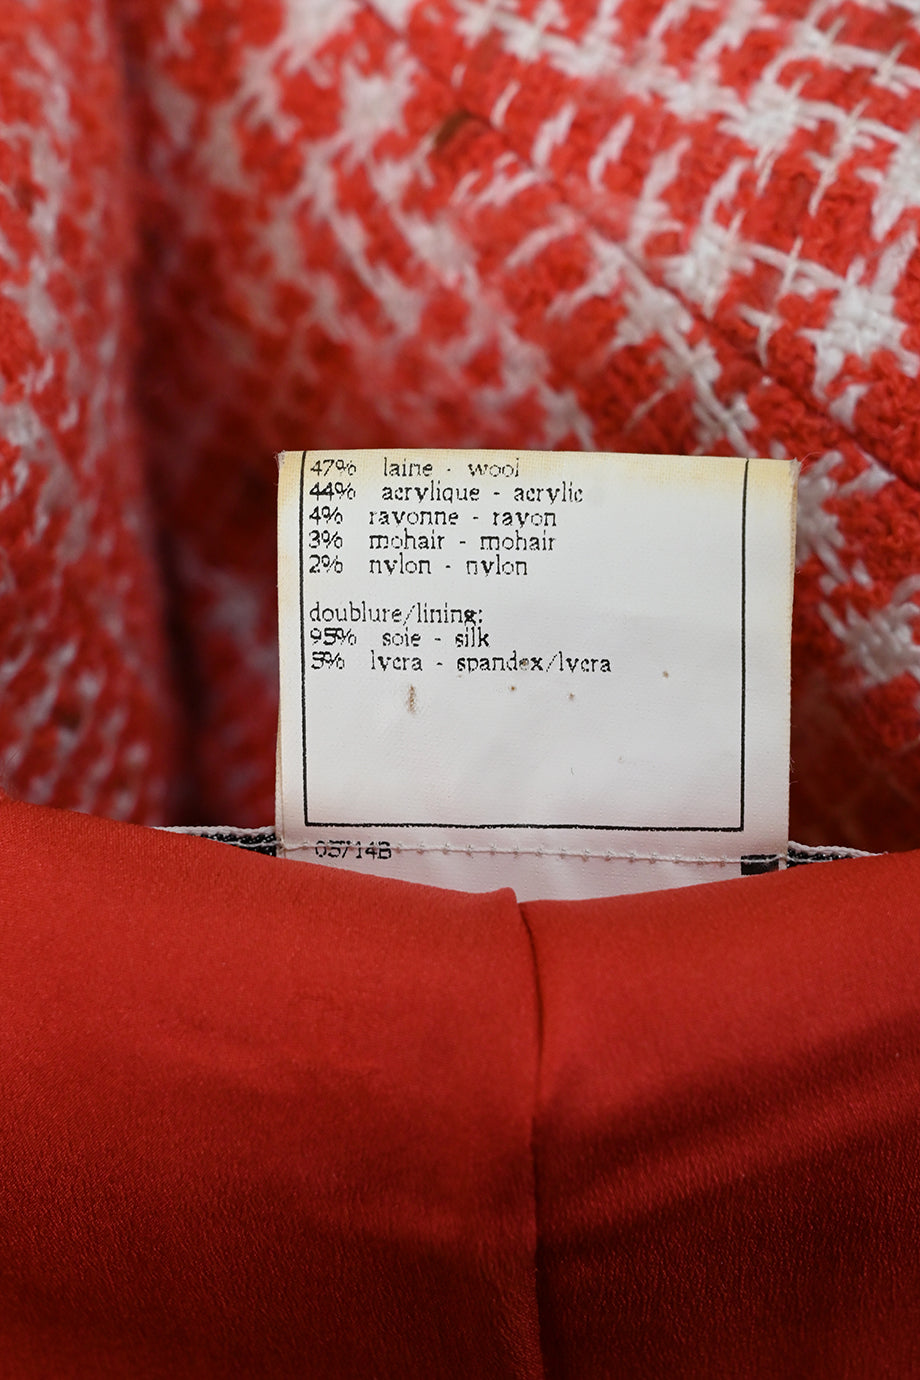 47% laine - wool
44% acrylique - acrylic
4% rayonne - rayon
3% mohair - mohair
2% nylon - nylon
doublure/lining:
95% soie - silk
5% lycra - spandex/lycra